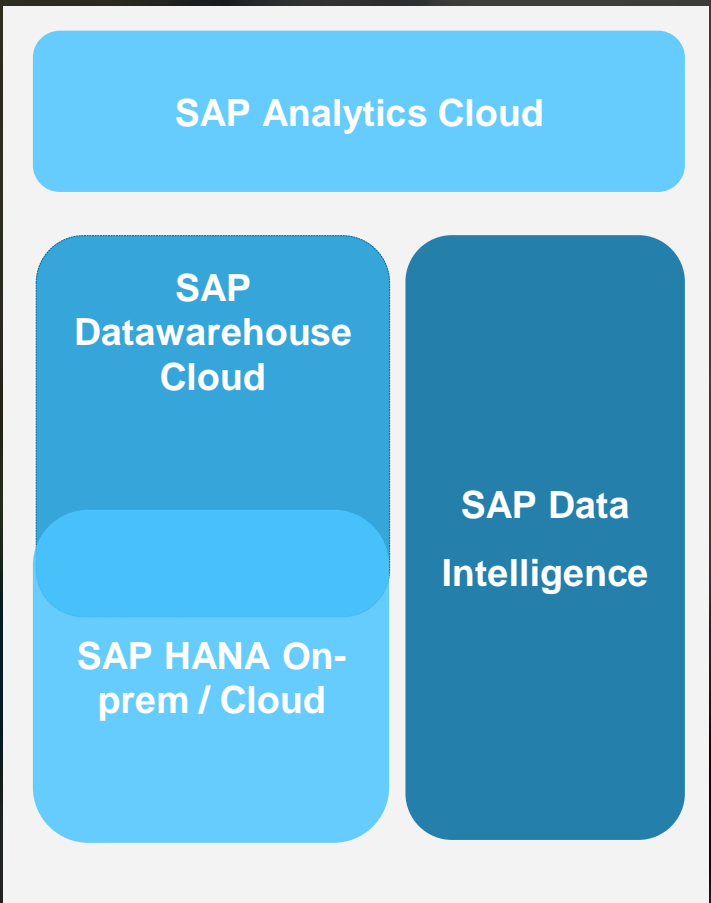 SAP Analytics Cloud
SAP
Datawarehouse
Cloud
SAP Data
Intelligence
SAP HANA On-
prem / Cloud